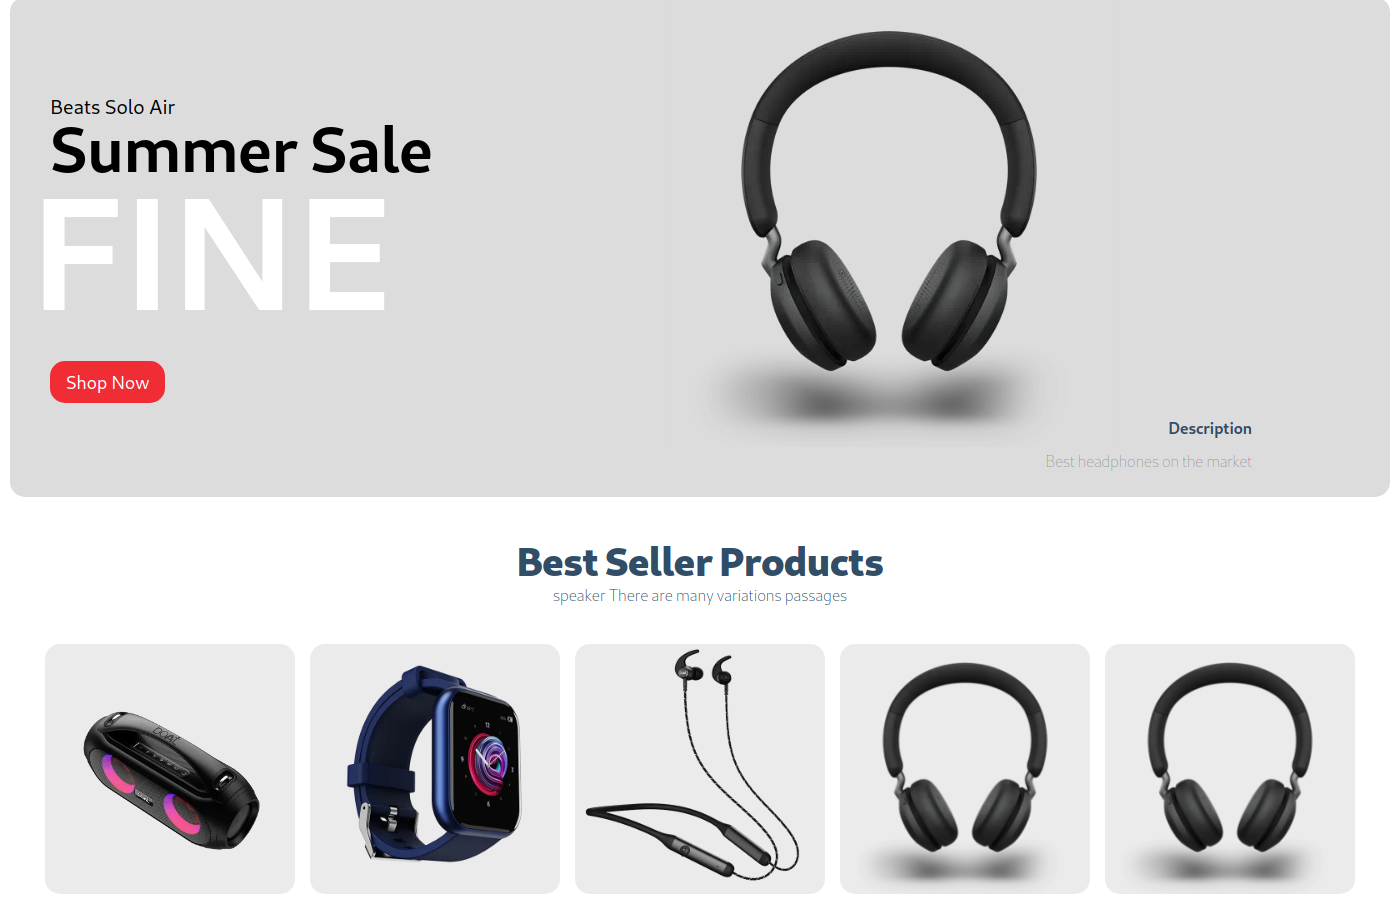 Beats Solo Air
Summer Sale
FINE
Shop Now
Description
Best headphones on the market
Best Seller Products
speaker There are many variations passages